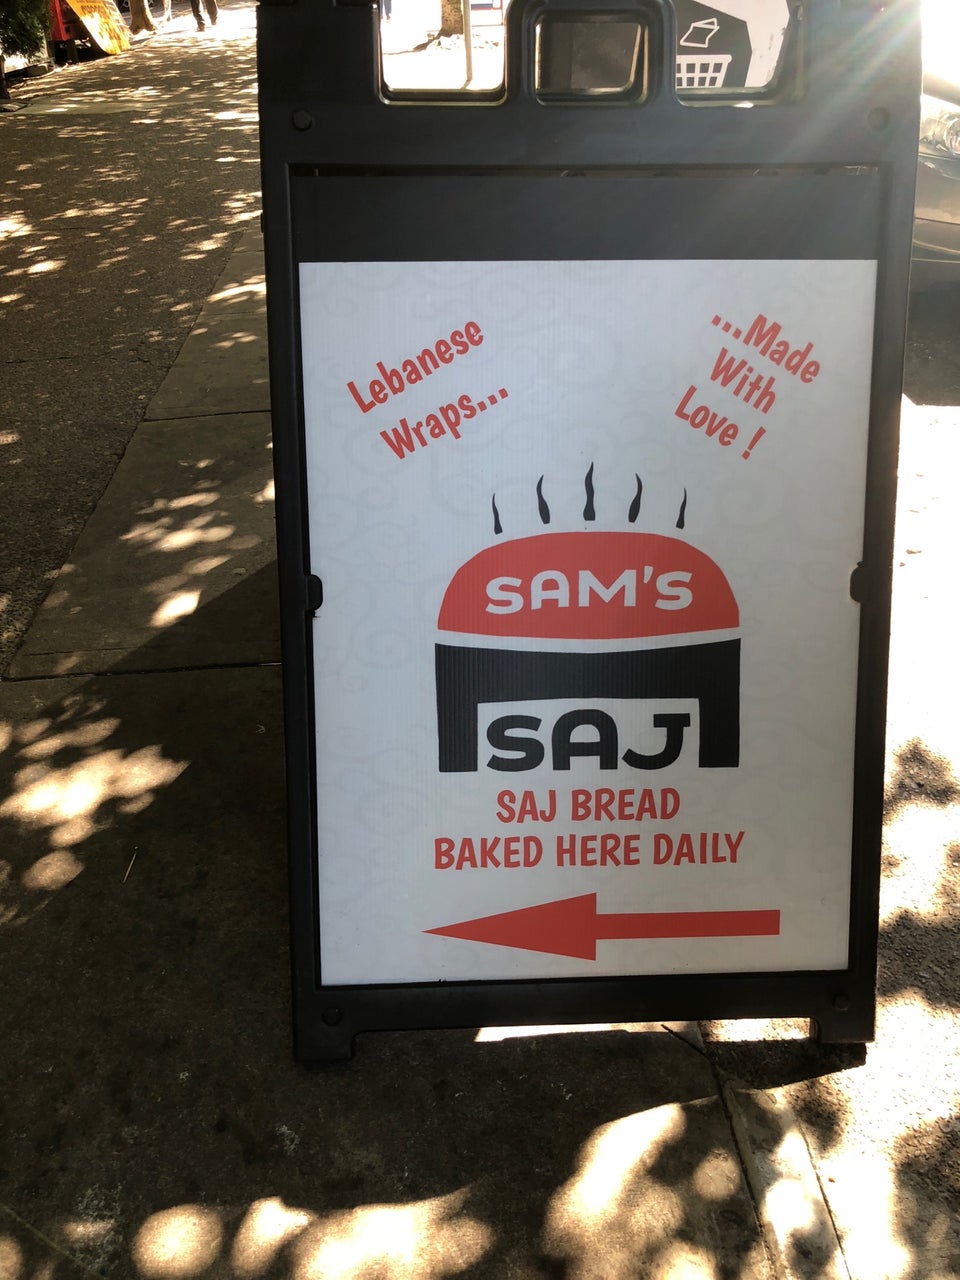 Lebanese
Wraps...
...Made
With
Love !
SAM'S
SAJ
SAJ BREAD
BAKED HERE DAILY